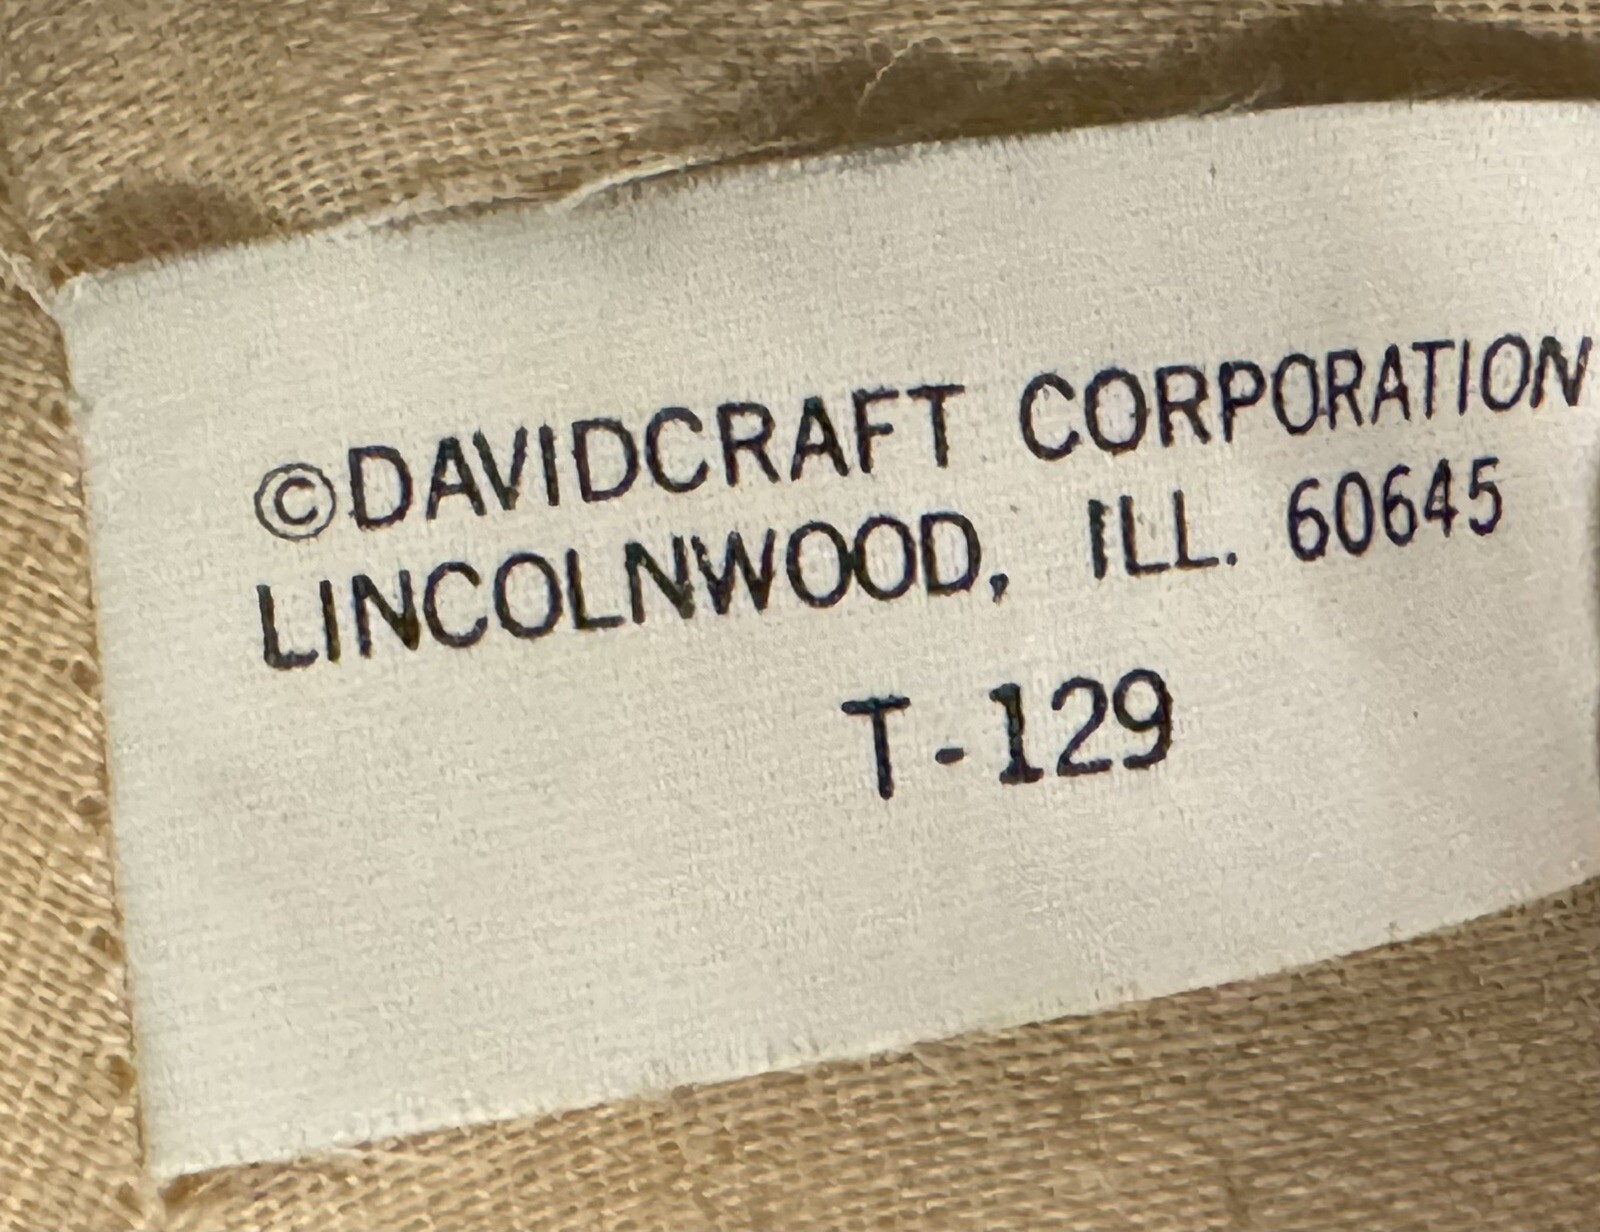 ©DAVIDCRAFT CORPORATION
LINCOLNWOOD, ILL. 60645
T-129